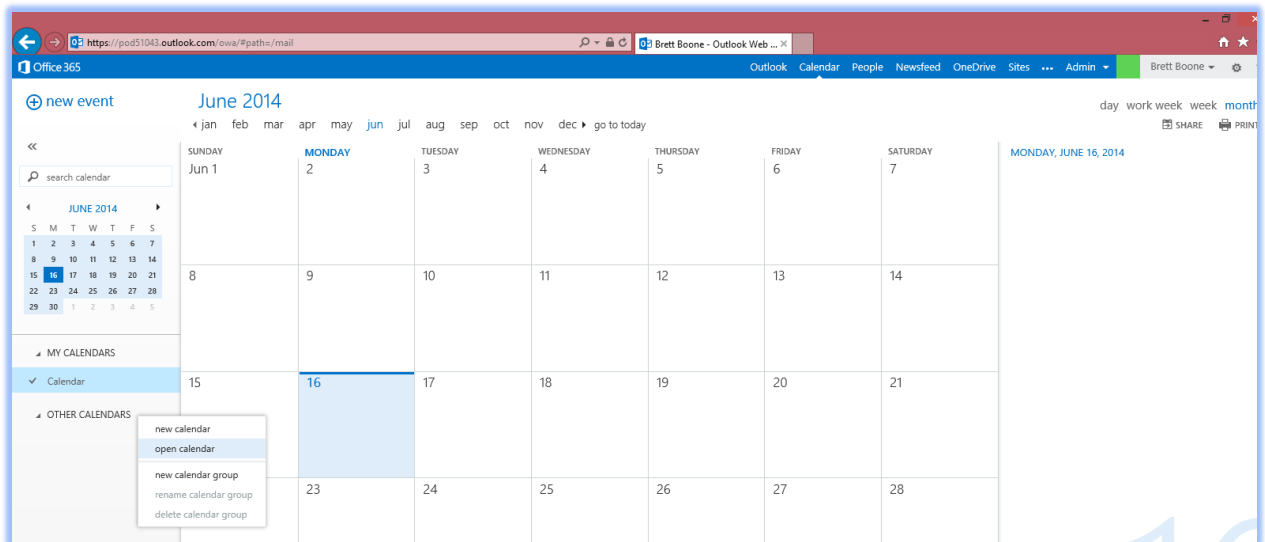 https://pod51043.outlook.com/owa/#path=/mail
Brett Boone - Outlook Web ...
Office 365
Outlook Calendar People Newsfeed OneDrive Sites ... Admin Brett Boone
new event
June 2014
day work week week month
jan feb mar apr may jun jul aug sep oct nov dec go to today
SHARE PRINT
SUNDAY MONDAY TUESDAY WEDNESDAY THURSDAY FRIDAY SATURDAY
MONDAY, JUNE 16, 2014
Jun 1 2 3 4 5 6 7
search calendar
JUNE 2014
S M T W T F S
1 2 3 4 5 6 7
8 9 10 11 12 13 14
15 16 17 18 19 20 21
22 23 24 25 26 27 28
29 30 1 2 3 4 5
8 9 10 11 12 13 14
MY CALENDARS
Calendar
15 16 17 18 19 20 21
OTHER CALENDARS
new calendar
open calendar
new calendar group
rename calendar group
delete calendar group
23 24 25 26 27 28